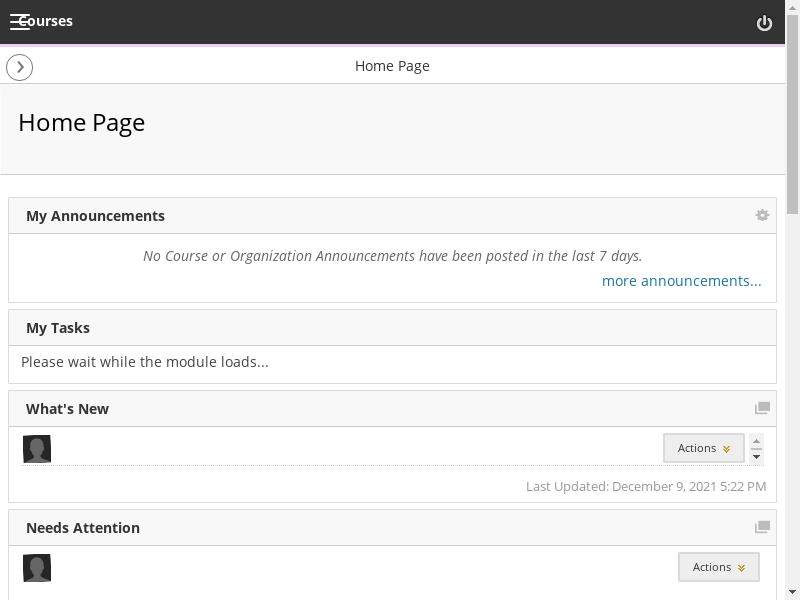 Courses
Home Page
Home Page
My Announcements
No Course or Organization Announcements have been posted in the last 7 days.
more announcements...
My Tasks
Please wait while the module loads...
What's New
Actions
Last Updated: December 9, 2021 5:22 PM
Needs Attention
Actions